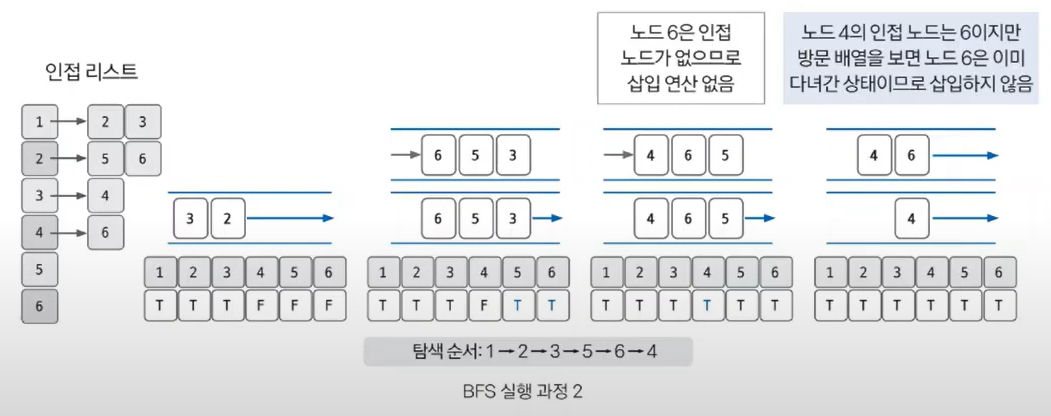 노드 6은 인접
노드가 없으므로
삽입 연산 없음
노드 4의 인접 노드는 6이지만
방문 배열을 보면 노드 6은 이미
다녀간 상태이므로 삽입하지 않음
인접 리스트
1 2 3
2 5 6
3 4
4 6
5
6
3 2
1 2 3 4 5 6
T T T F F F
6 5 3
6 5 3
1 2 3 4 5 6
T T T F T T
4 6 5
4 6 5
1 2 3 4 5 6
T T T T T T
4 6
4
1 2 3 4 5 6
T T T T T T
탐색 순서: 1→2→3→5→6→4
BFS 실행 과정 2